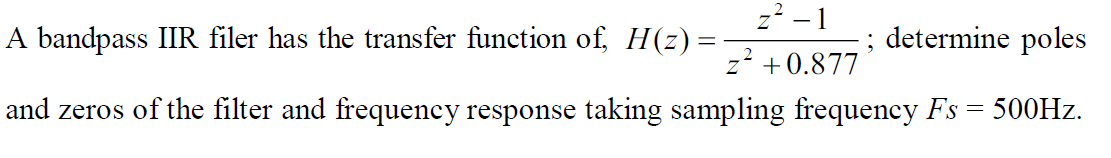 A bandpass IIR filer has the transfer function of, H(z) = \frac{z^2 - 1}{z^2 + 0.877} ; determine poles
and zeros of the filter and frequency response taking sampling frequency Fs = 500Hz.